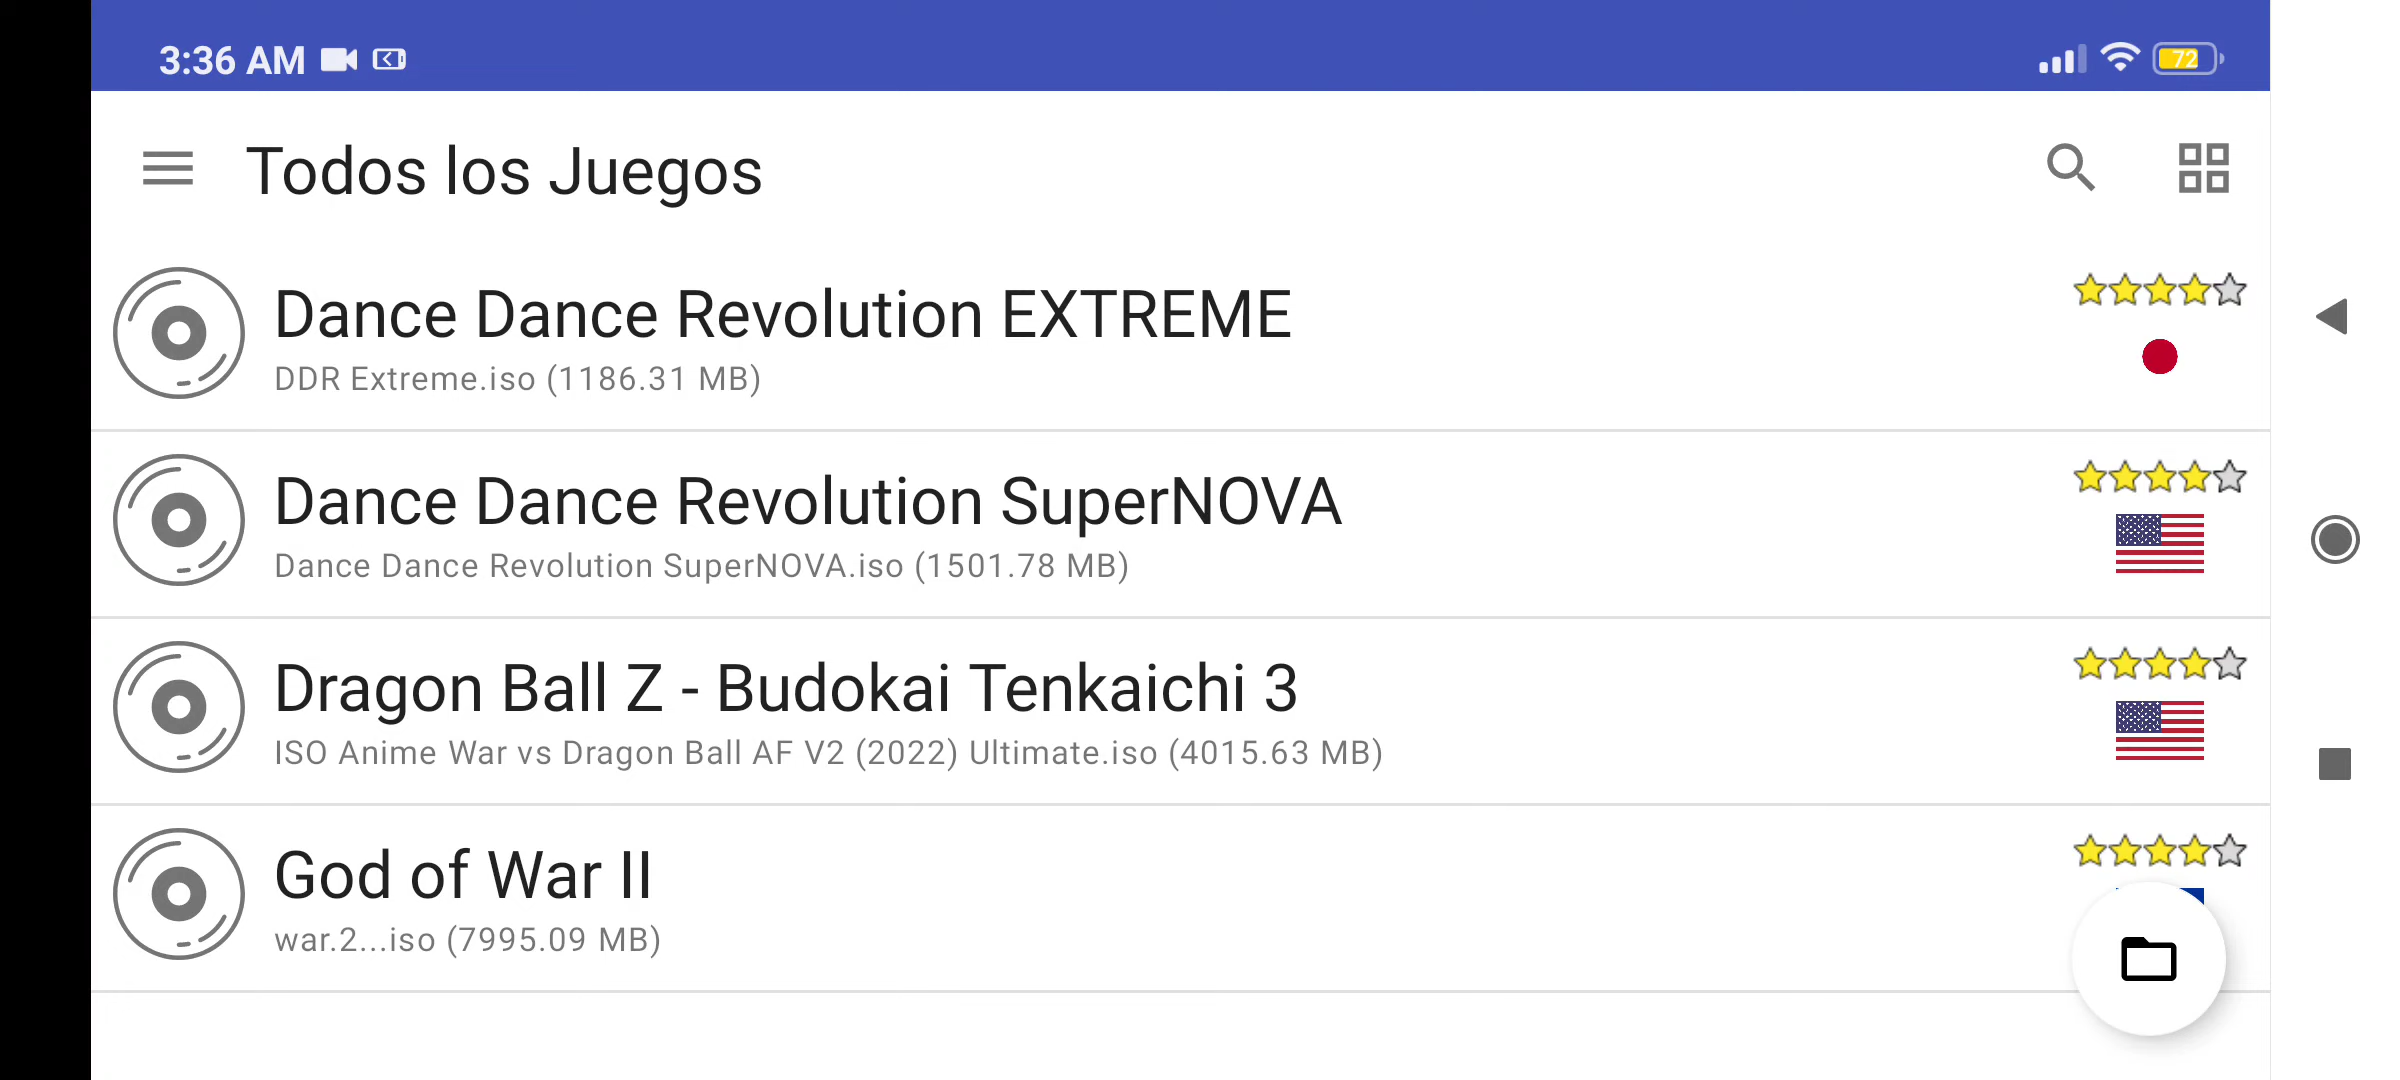 3:36 AM
72
Todos los Juegos
Dance Dance Revolution EXTREME
DDR Extreme.iso (1186.31 MB)
Dance Dance Revolution SuperNOVA
Dance Dance Revolution SuperNOVA.iso (1501.78 MB)
Dragon Ball Z - Budokai Tenkaichi 3
ISO Anime War vs Dragon Ball AF V2 (2022) Ultimate.iso (4015.63 MB)
God of War II
war.2...iso (7995.09 MB)